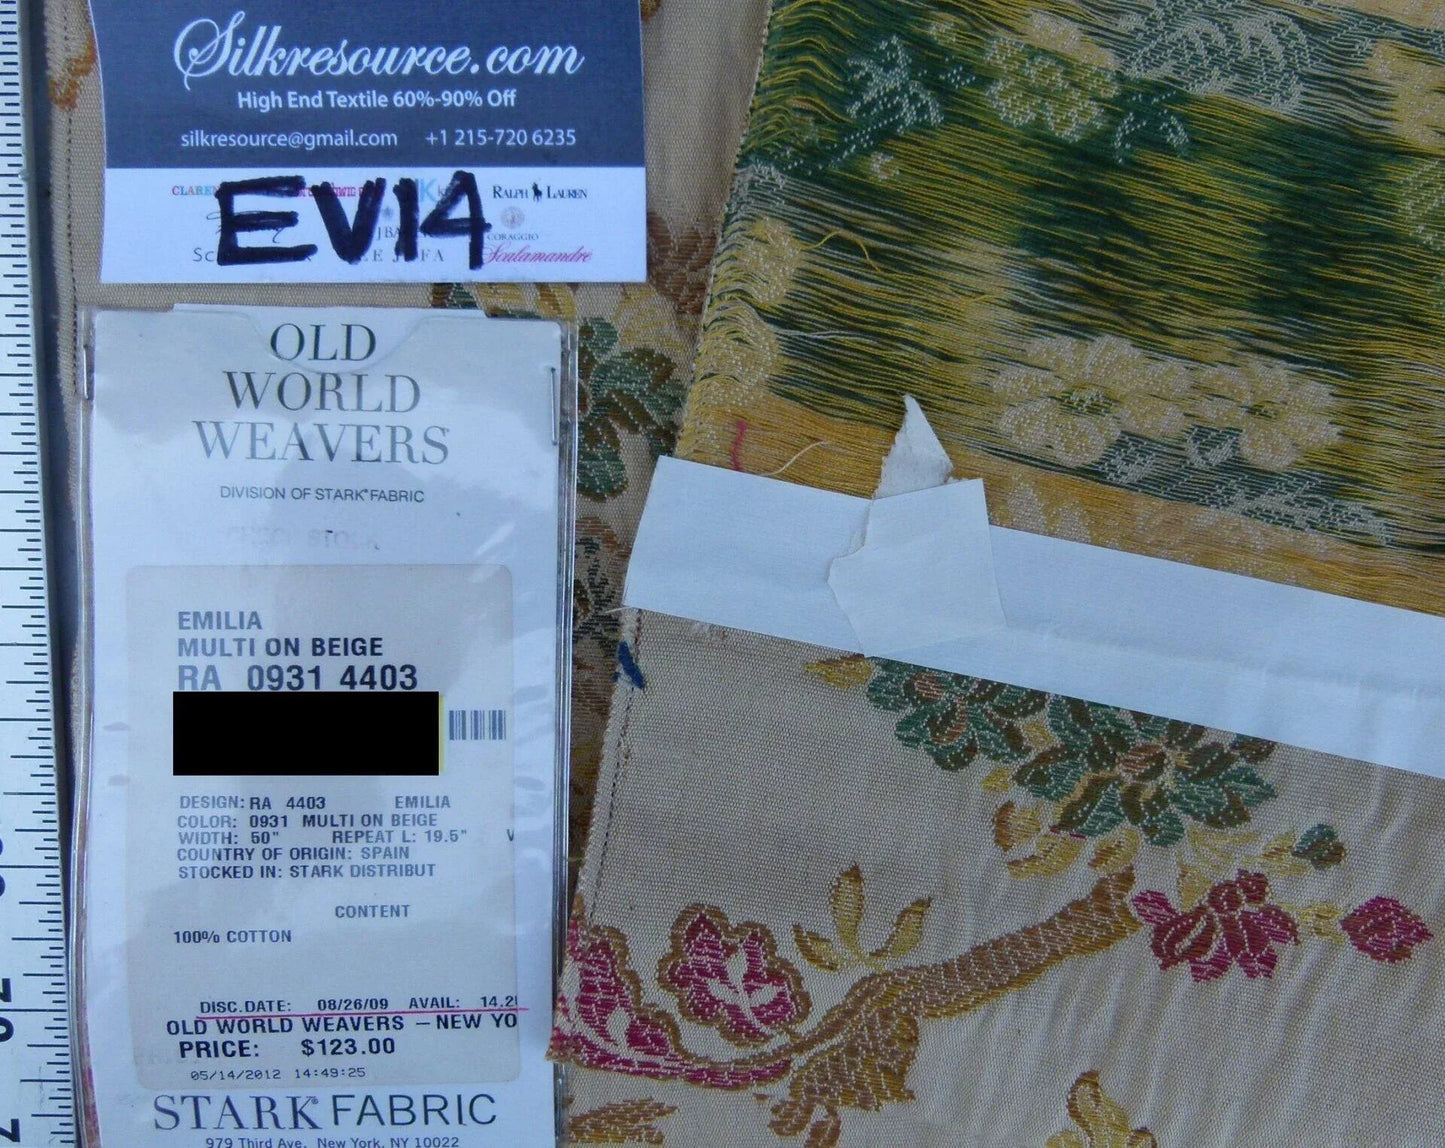 Silkresource.com
High End Textile 60%-90% Off
silkresource@gmail.com +1 215-720 6235
EV14
RALPH LAUREN
CORAGGIO
Scalamandre
OLD
WORLD
WEAVERS
DIVISION OF STARK® FABRIC
STOCK
EMILIA
MULTI ON BEIGE
RA 0931 4403
DESIGN: RA 4403 EMILIA
COLOR: 0931 MULTI ON BEIGE
WIDTH: 50" REPEAT L: 19.5"
COUNTRY OF ORIGIN: SPAIN
STOCKED IN: STARK DISTRIBUT
CONTENT
100% COTTON
DISC.DATE: 08/26/09 AVAIL: 14.2
OLD WORLD WEAVERS – NEW YO
PRICE: $123.00
05/14/2012 14:49:25
STARK® FABRIC
979 Third Ave. New York, NY 10022